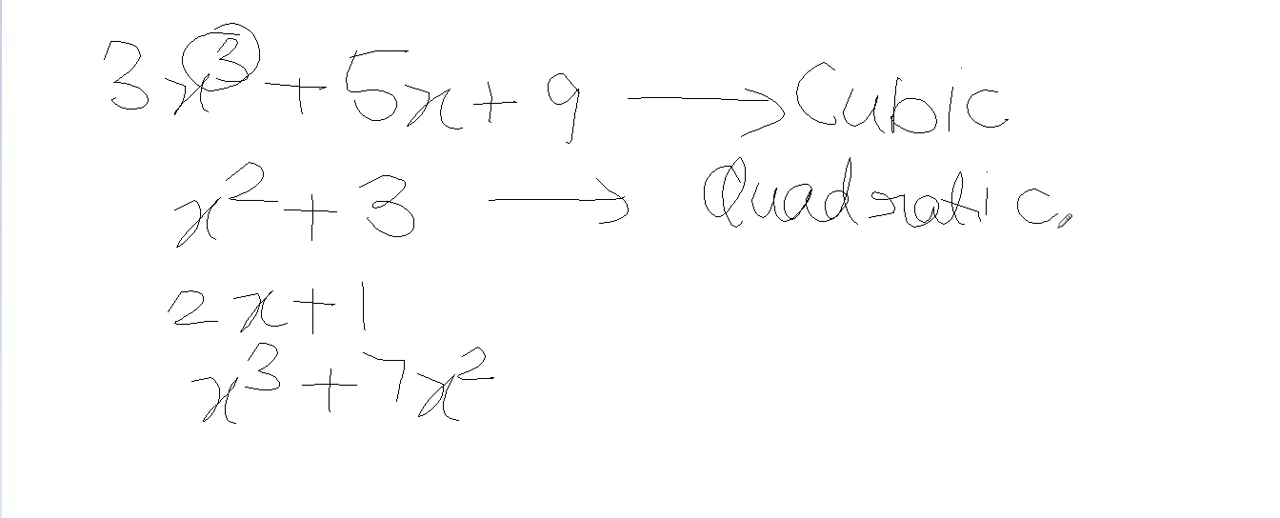 3x³ + 5x + 9 → Cubic
x² + 3 → Quadratic.
2x + 1
x³ + 7x²